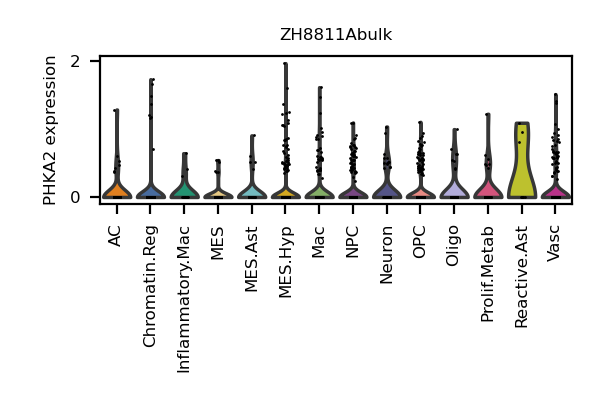 ZH8811Abulk
PHKA2 expression
2
0
AC
Chromatin.Reg
Inflammatory.Mac
MES
MES.Ast
MES.Hyp
Mac
NPC
Neuron
OPC
Oligo
Prolif.Metab
Reactive.Ast
Vasc